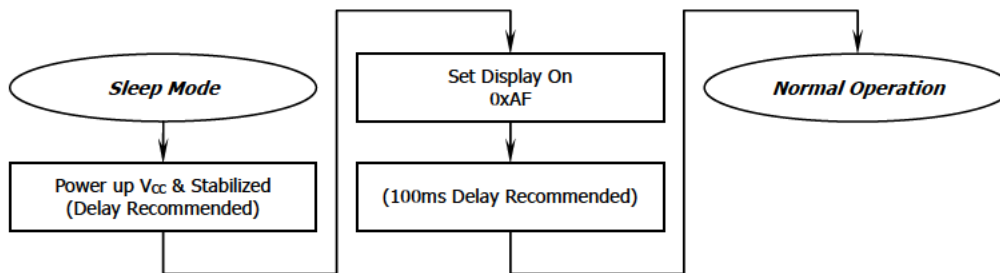 Sleep Mode
Power up VCC & Stabilized
(Delay Recommended)
Set Display On
0xAF
(100ms Delay Recommended)
Normal Operation